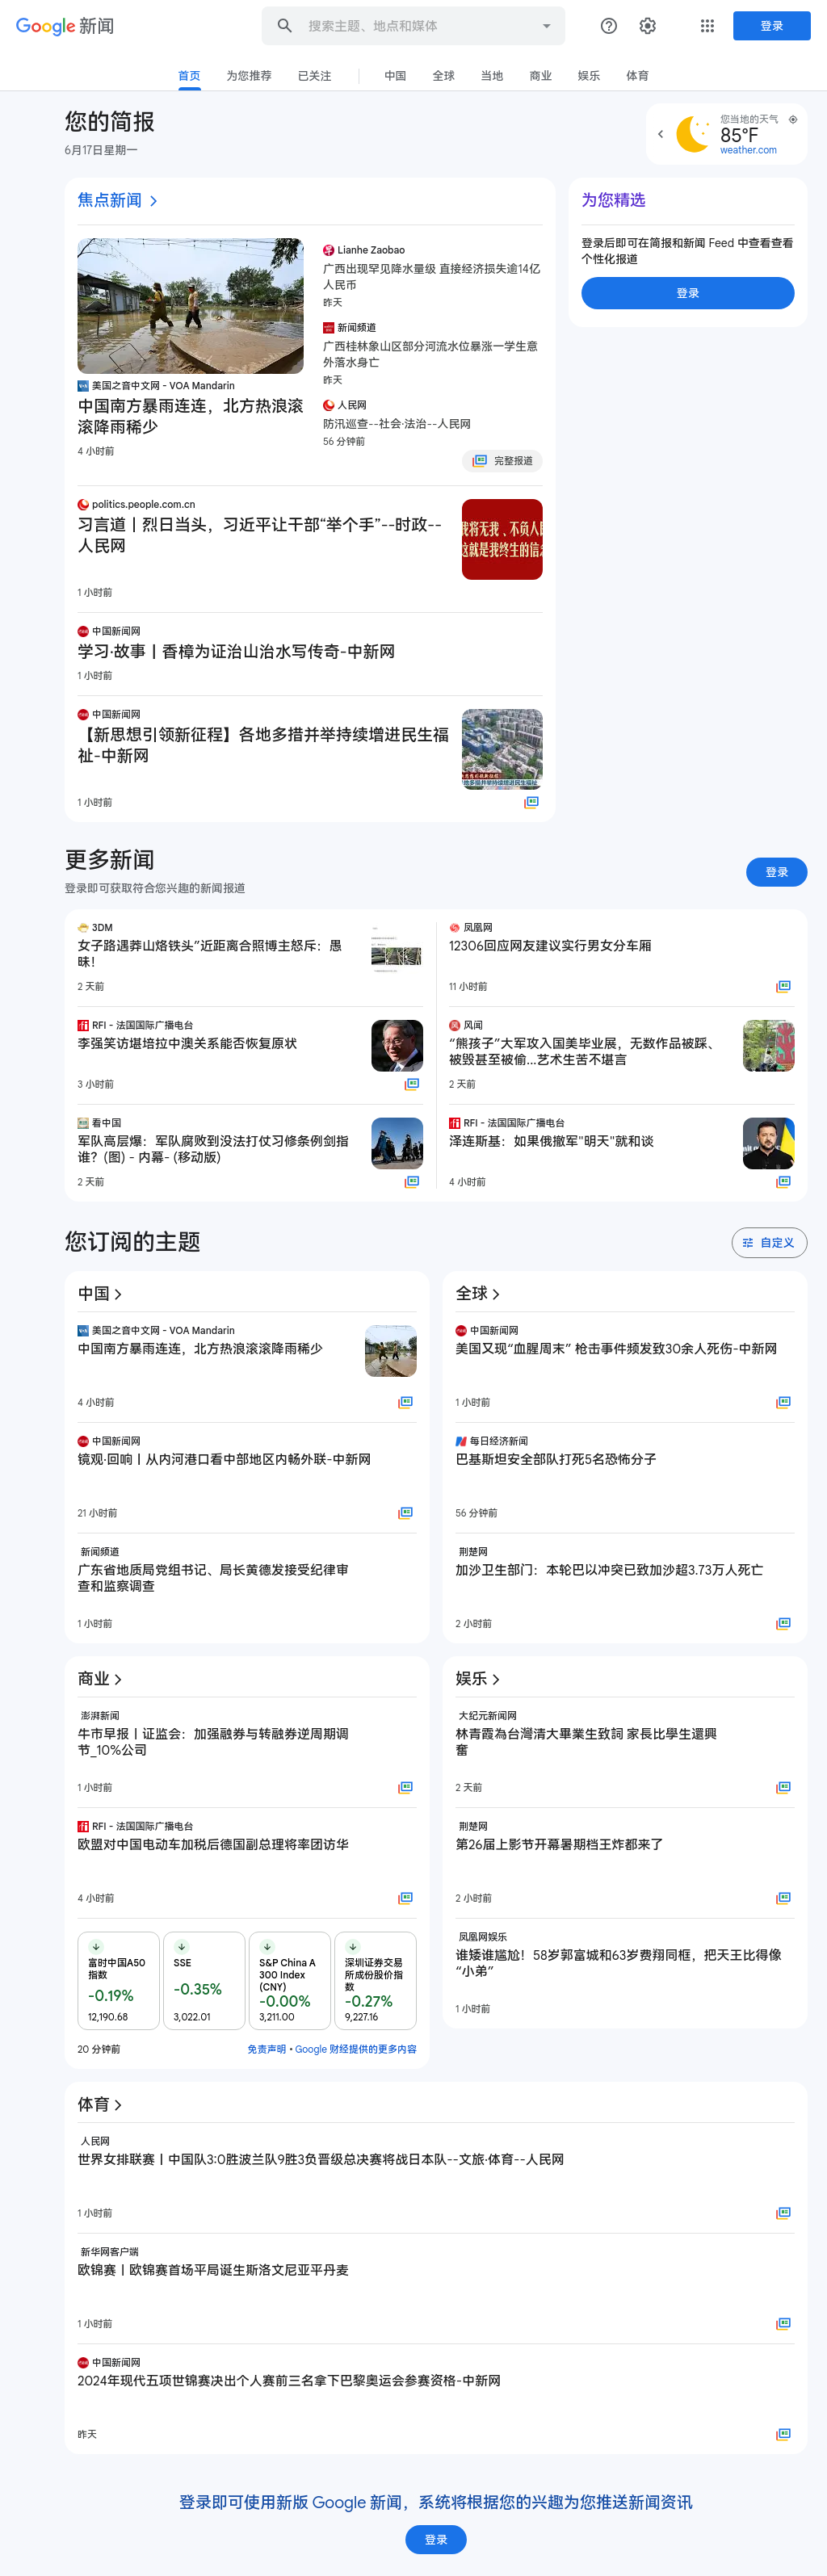 Google 新闻
搜索主题、地点和媒体
登录
首页
为您推荐
已关注
中国
全球
当地
商业
娱乐
体育
您的简报
6月17日星期一
您当地的天气
85°F
weather.com
焦点新闻
美国之音中文网 - VOA Mandarin
中国南方暴雨连连，北方热浪滚
滚降雨稀少
4 小时前
Lianhe Zaobao
广西出现罕见降水量级 直接经济损失逾14亿
人民币
昨天
新闻频道
广西桂林象山区部分河流水位暴涨一学生意
外落水身亡
昨天
人民网
防汛巡查--社会·法治--人民网
56 分钟前
完整报道
politics.people.com.cn
习言道丨烈日当头，习近平让干部“举个手”--时政--
人民网
1 小时前
我将无我、不负人民
这就是我终生的信念
中国新闻网
学习·故事丨香樟为证治山治水写传奇-中新网
1 小时前
中国新闻网
【新思想引领新征程】各地多措并举持续增进民生福
祉-中新网
1 小时前
为您精选
登录后即可在简报和新闻 Feed 中查看查看
个性化报道
登录
更多新闻
登录即可获取符合您兴趣的新闻报道
登录
3DM
女子路遇莽山烙铁头”近距离合照博主怒斥：愚
昧！
2 天前
凤凰网
12306回应网友建议实行男女分车厢
11 小时前
RFI - 法国国际广播电台
李强笑访堪培拉中澳关系能否恢复原状
3 小时前
风闻
“熊孩子”大军攻入国美毕业展，无数作品被踩、
被毁甚至被偷...艺术生苦不堪言
2 天前
看中国
军队高层爆：军队腐败到没法打仗习修条例剑指
谁？(图) - 内幕- (移动版)
2 天前
RFI - 法国国际广播电台
泽连斯基：如果俄撤军"明天"就和谈
4 小时前
您订阅的主题
自定义
中国
美国之音中文网 - VOA Mandarin
中国南方暴雨连连，北方热浪滚滚降雨稀少
4 小时前
中国新闻网
镜观·回响丨从内河港口看中部地区内畅外联-中新网
21 小时前
新闻频道
广东省地质局党组书记、局长黄德发接受纪律审
查和监察调查
1 小时前
全球
中国新闻网
美国又现“血腥周末” 枪击事件频发致30余人死伤-中新网
1 小时前
每日经济新闻
巴基斯坦安全部队打死5名恐怖分子
56 分钟前
荆楚网
加沙卫生部门：本轮巴以冲突已致加沙超3.73万人死亡
2 小时前
商业
澎湃新闻
牛市早报丨证监会：加强融券与转融券逆周期调
节_10%公司
1 小时前
RFI - 法国国际广播电台
欧盟对中国电动车加税后德国副总理将率团访华
4 小时前
富时中国A50
指数
-0.19%
12,190.68
SSE
-0.35%
3,022.01
S&P China A
300 Index
(CNY)
-0.00%
3,211.00
深圳证券交易
所成份股价指
数
-0.27%
9,227.16
20 分钟前
免责声明 • Google 财经提供的更多内容
娱乐
大纪元新闻网
林青霞為台灣清大畢業生致詞 家長比學生還興
奮
2 天前
荆楚网
第26届上影节开幕暑期档王炸都来了
2 小时前
凤凰网娱乐
谁矮谁尴尬！58岁郭富城和63岁费翔同框，把天王比得像
“小弟”
1 小时前
体育
人民网
世界女排联赛丨中国队3:0胜波兰队9胜3负晋级总决赛将战日本队--文旅·体育--人民网
1 小时前
新华网客户端
欧锦赛丨欧锦赛首场平局诞生斯洛文尼亚平丹麦
1 小时前
中国新闻网
2024年现代五项世锦赛决出个人赛前三名拿下巴黎奥运会参赛资格-中新网
昨天
登录即可使用新版 Google 新闻，系统将根据您的兴趣为您推送新闻资讯
登录